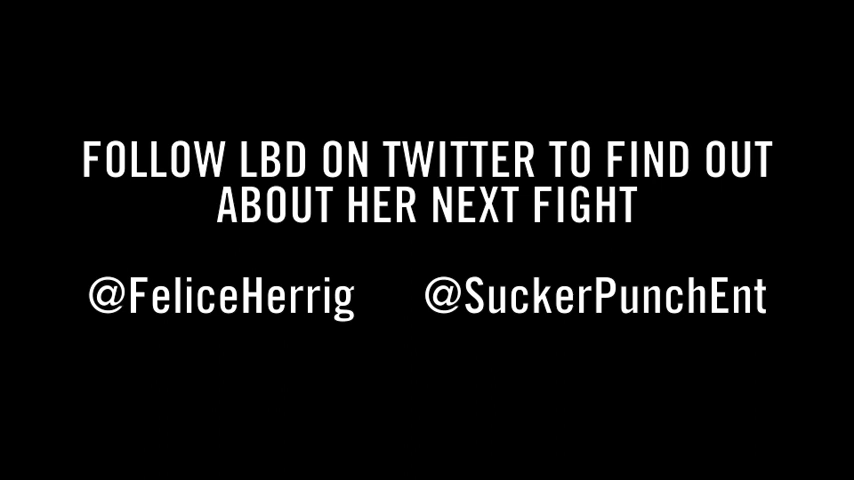 FOLLOW LBD ON TWITTER TO FIND OUT
ABOUT HER NEXT FIGHT
@FeliceHerrig @SuckerPunchEnt